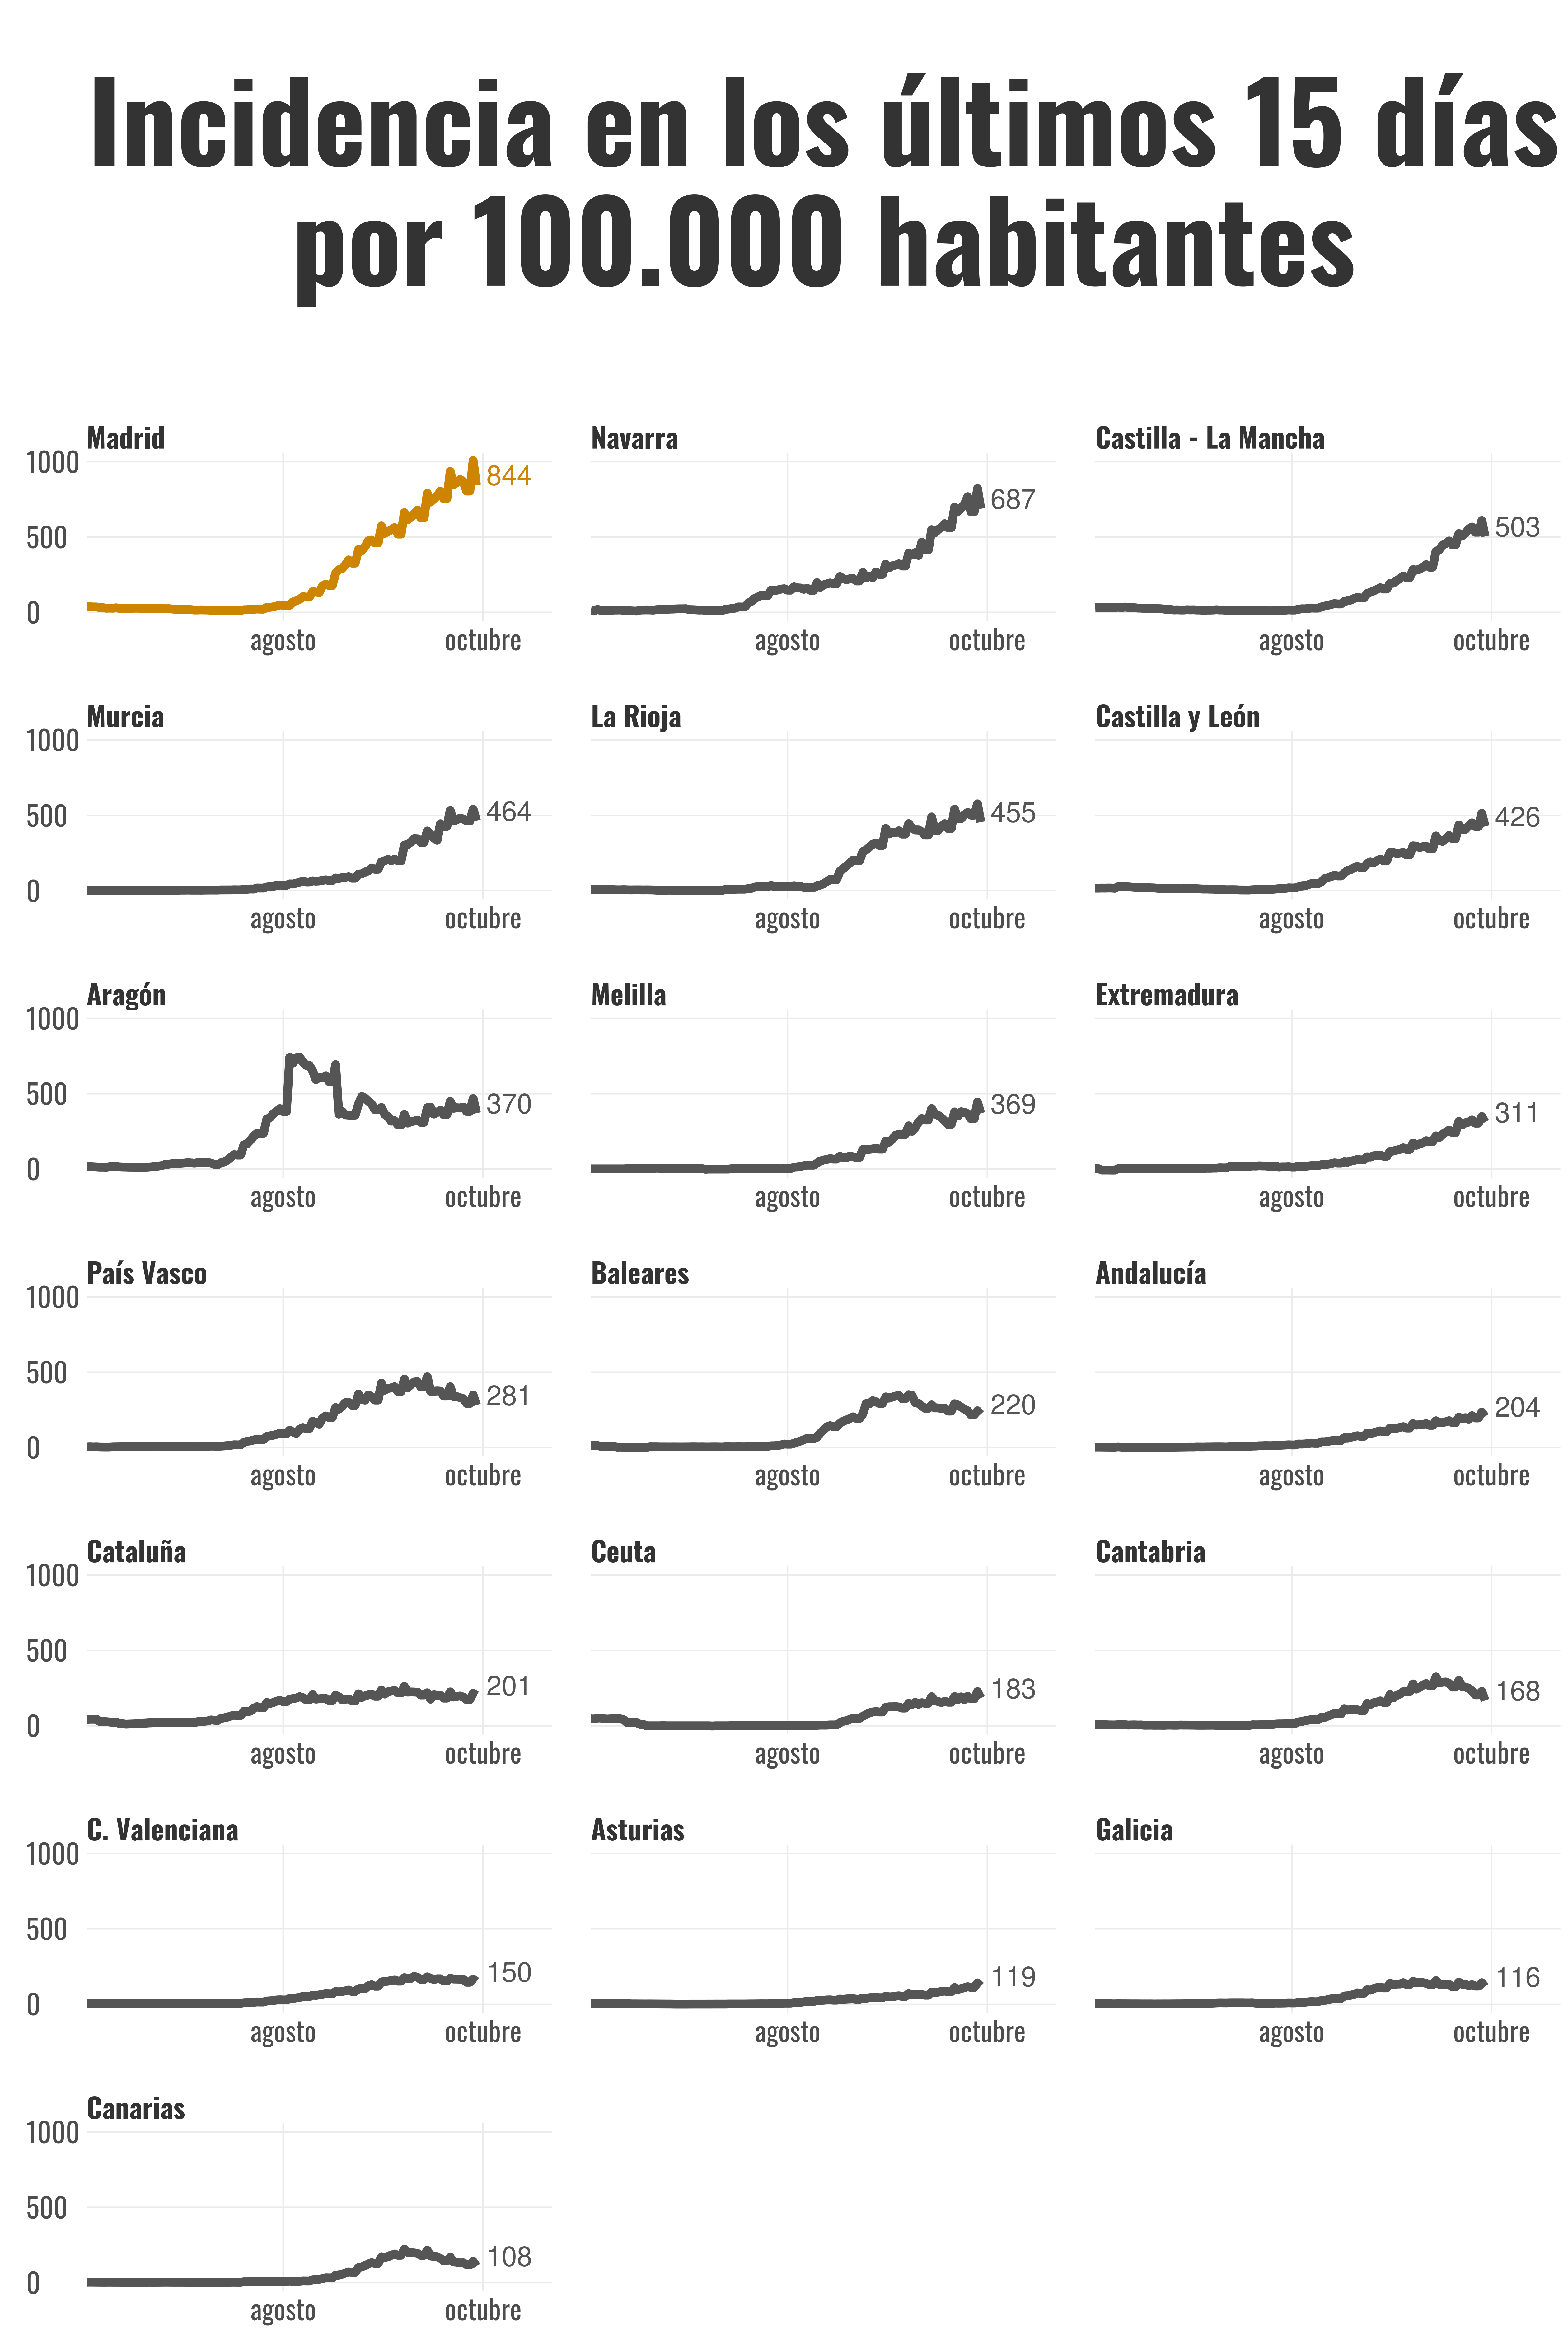 Incidencia en los últimos 15 días
por 100.000 habitantes
Madrid
1000
500
0
844
agosto octubre
Navarra
687
agosto octubre
Castilla - La Mancha
503
agosto octubre
Murcia
1000
500
0
464
agosto octubre
La Rioja
455
agosto octubre
Castilla y León
426
agosto octubre
Aragón
1000
500
0
370
agosto octubre
Melilla
369
agosto octubre
Extremadura
311
agosto octubre
País Vasco
1000
500
0
281
agosto octubre
Baleares
220
agosto octubre
Andalucía
204
agosto octubre
Cataluña
1000
500
0
201
agosto octubre
Ceuta
183
agosto octubre
Cantabria
168
agosto octubre
C. Valenciana
1000
500
0
150
agosto octubre
Asturias
119
agosto octubre
Galicia
116
agosto octubre
Canarias
1000
500
0
108
agosto octubre